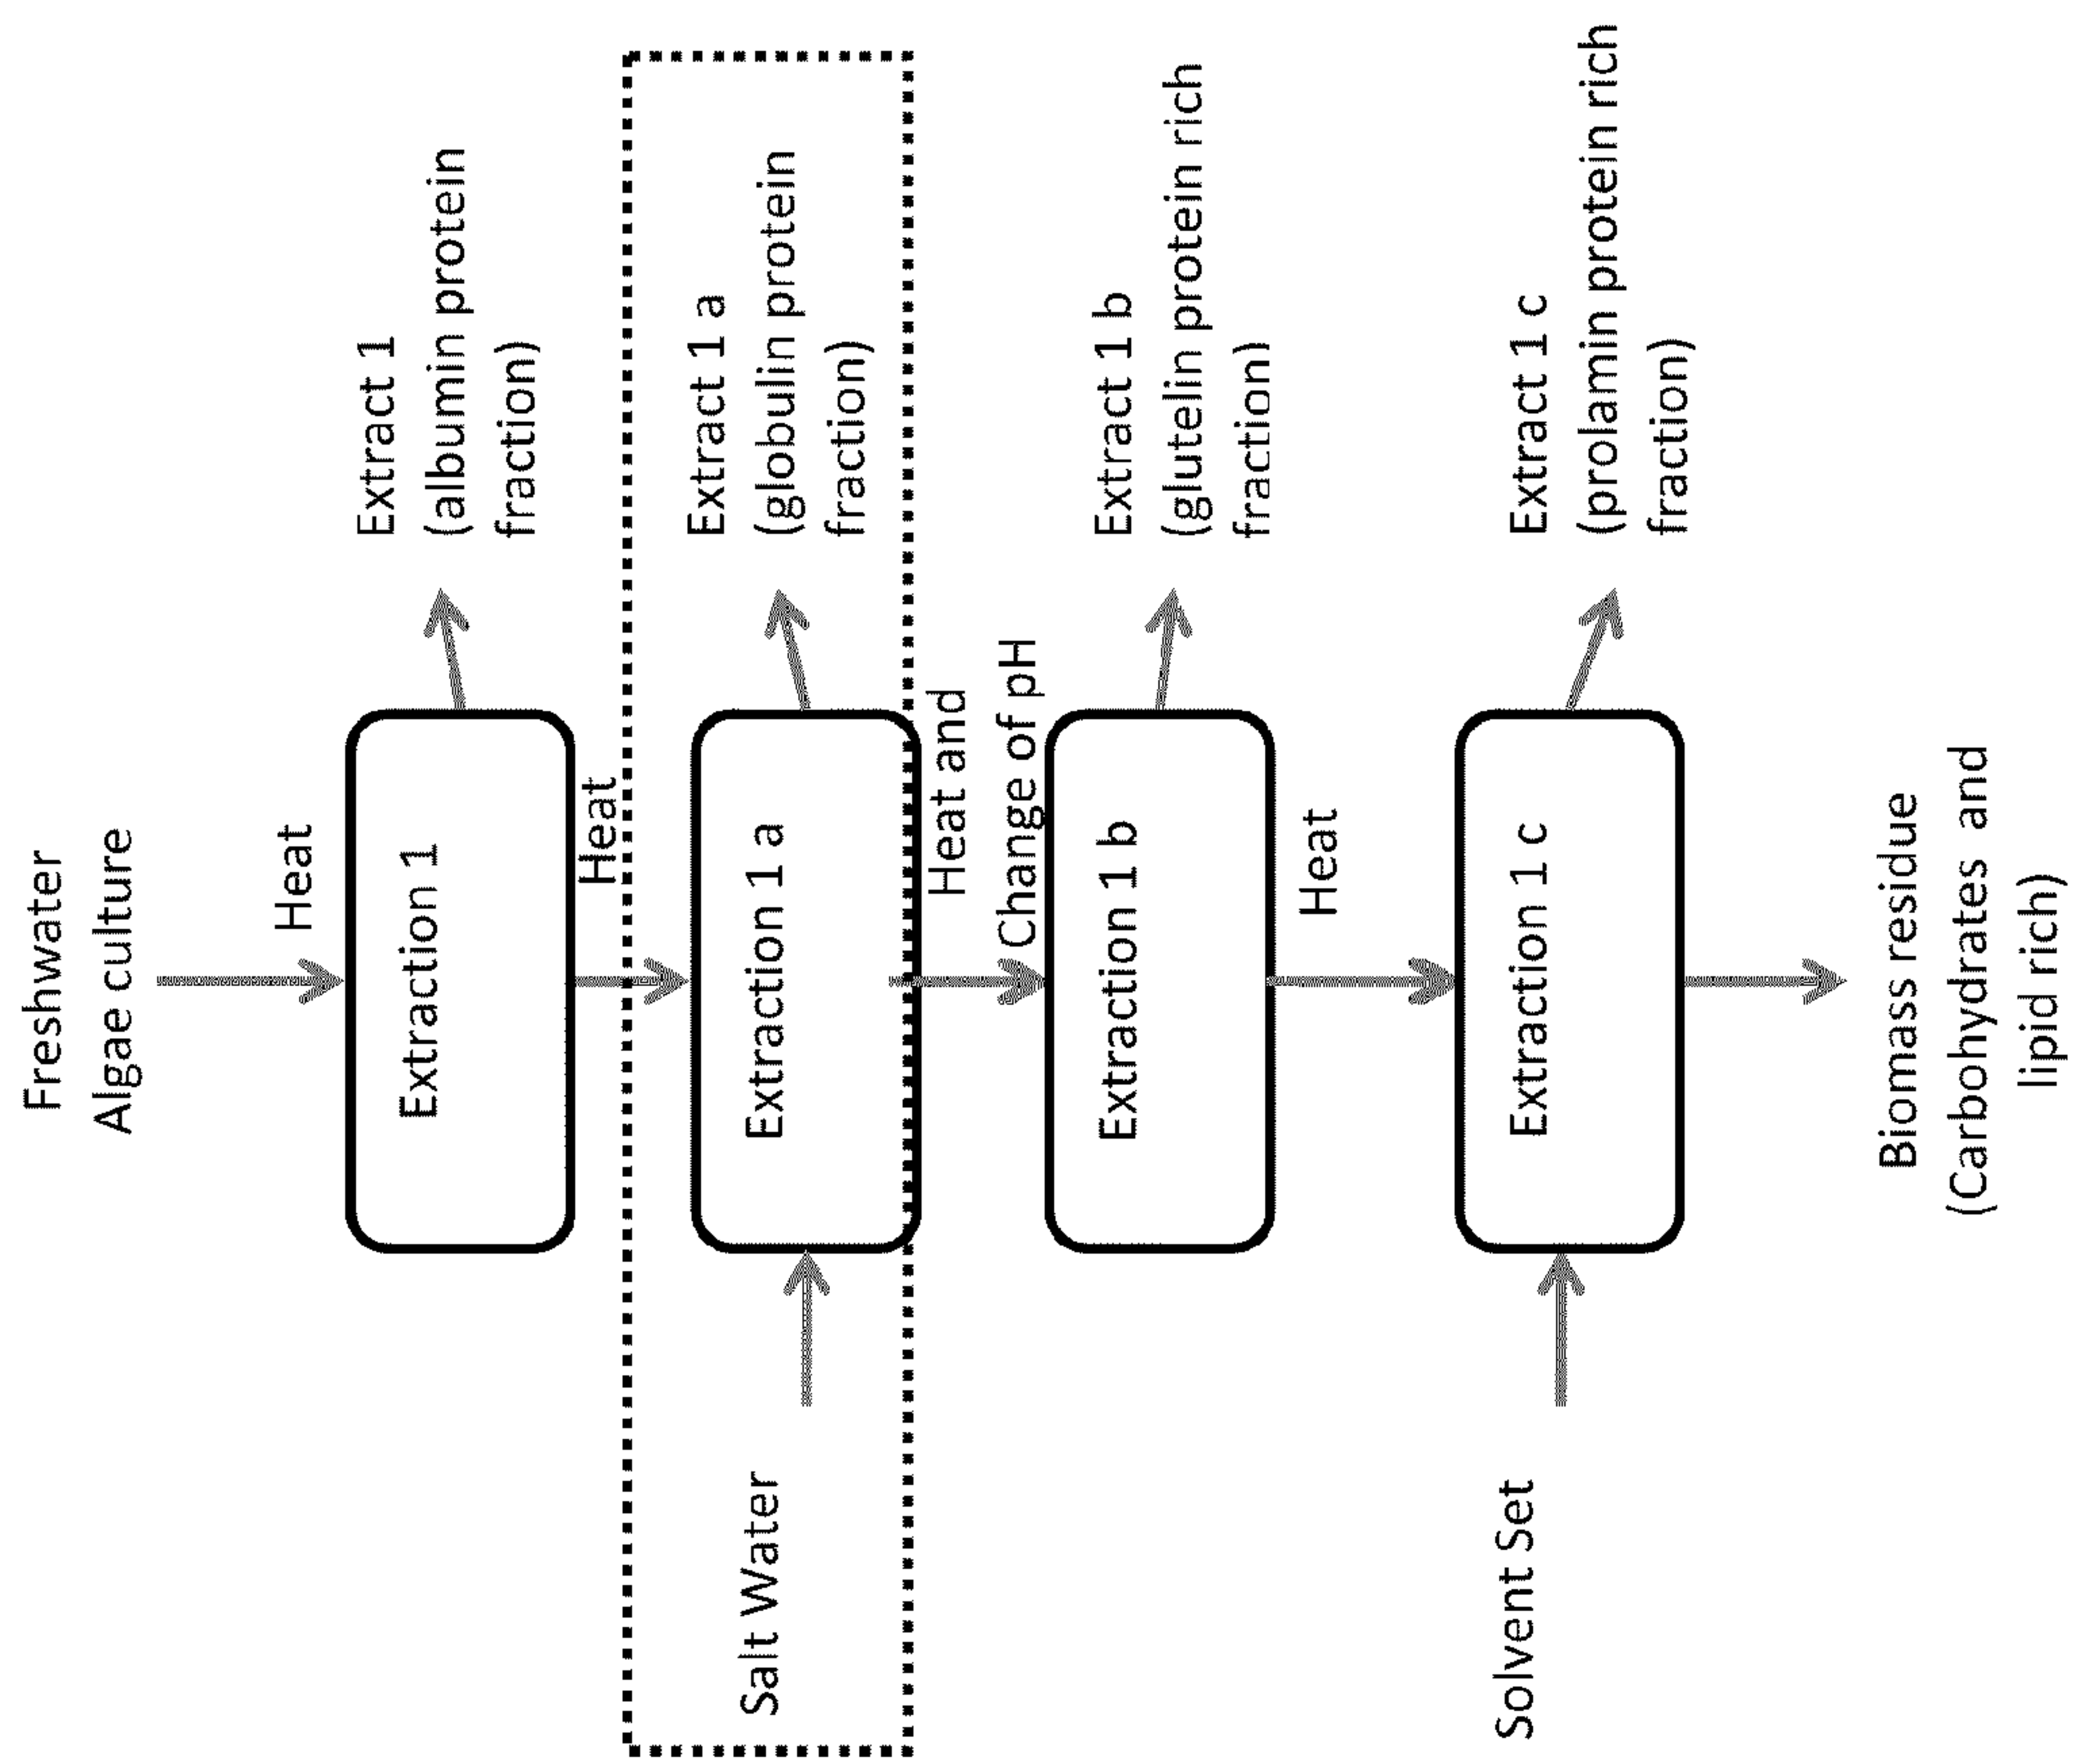 Freshwater
Algae culture
Heat
Extraction 1
Extract 1
(albumin protein
fraction)
Heat
Salt Water
Extraction 1 a
Extract 1 a
(globulin protein
fraction)
Heat and
Change of pH
Extraction 1 b
Extract 1 b
(glutelin protein rich
fraction)
Heat
Solvent Set
Extraction 1 c
Extract 1 c
(prolamin protein rich
fraction)
Biomass residue
(Carbohydrates and
lipid rich)